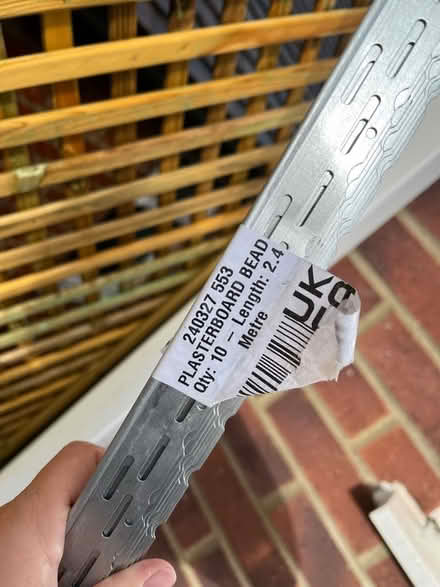 240327 553
PLASTERBOARD BEAD
Qty: 10 – Length: 2.4
Metre
UK